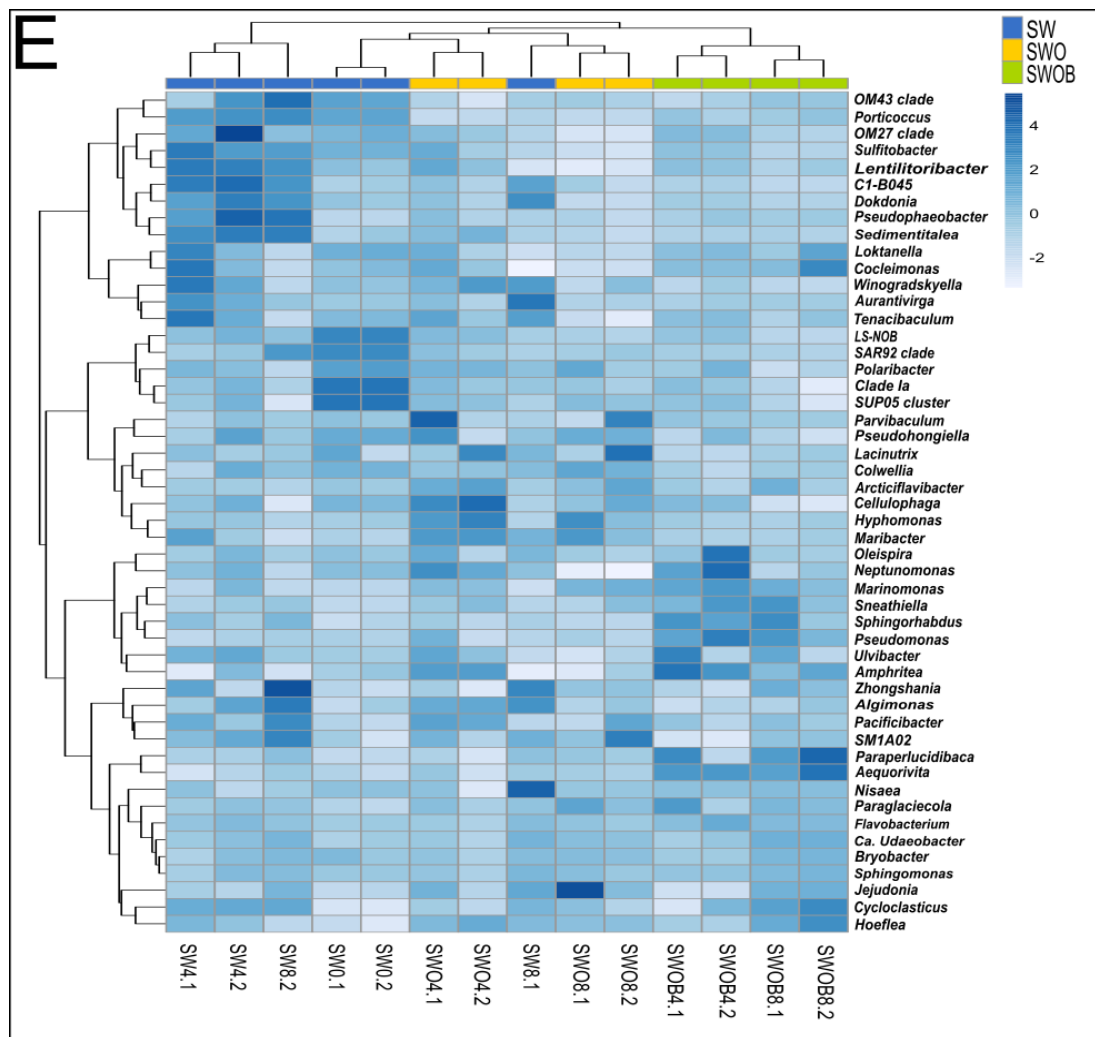 E
SW
SWO
SWOB
4
2
0
-2
OM43 clade
Porticoccus
OM27 clade
Sulfitobacter
Lentilitoribacter
C1-B045
Dokdonia
Pseudophaeobacter
Sedimentitalea
Loktanella
Cocleimonas
Winogradskyella
Aurantivirga
Tenacibaculum
LS-NOB
SAR92 clade
Polaribacter
Clade Ia
SUP05 cluster
Parvibaculum
Pseudohongiella
Lacinutrix
Colwellia
Arcticiflavibacter
Cellulophaga
Hyphomonas
Maribacter
Oleispira
Neptunomonas
Marinomonas
Sneathiella
Sphingorhabdus
Pseudomonas
Ulvibacter
Amphritea
Zhongshania
Algimonas
Pacificibacter
SM1A02
Paraperlucidibaca
Aequorivita
Nisaea
Paraglaciecola
Flavobacterium
Ca. Udaeobacter
Bryobacter
Sphingomonas
Jejudonia
Cycloclasticus
Hoeflea
SW4.1
SW4.2
SW8.2
SW0.1
SW0.2
SWO4.1
SWO4.2
SW8.1
SWO8.1
SWO8.2
SWOB4.1
SWOB4.2
SWOB8.1
SWOB8.2